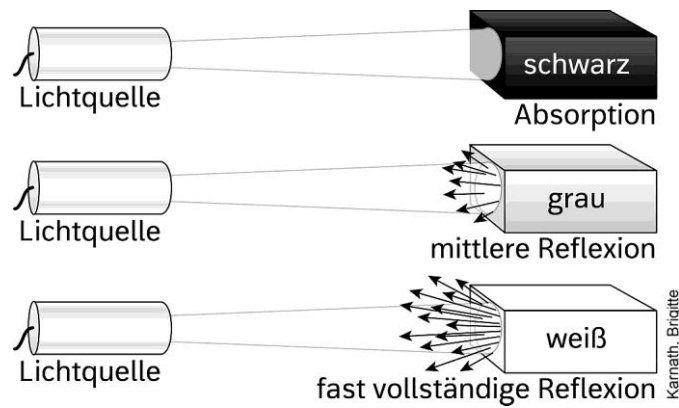 schwarz
Lichtquelle
Absorption
grau
Lichtquelle
mittlere Reflexion
weiß
Lichtquelle
fast vollständige Reflexion
Karnath, Brigitte